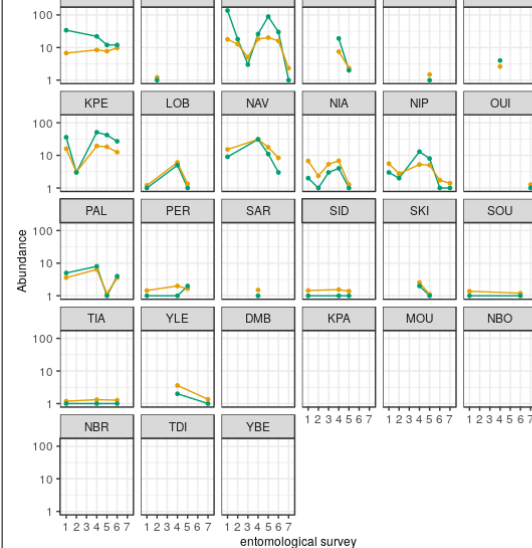 100
10
1
KPE LOB NAV NIA NIP OUI
100
10
1
PAL PER SAR SID SKI SOU
100
10
1
TIA YLE DMB KPA MOU NBO
100
10
1
1 2 3 4 5 6 7 1 2 3 4 5 6 7 1 2 3 4 5 6 7
NBR TDI YBE
100
10
1
1 2 3 4 5 6 7 1 2 3 4 5 6 7 1 2 3 4 5 6 7
entomological survey
Abundance